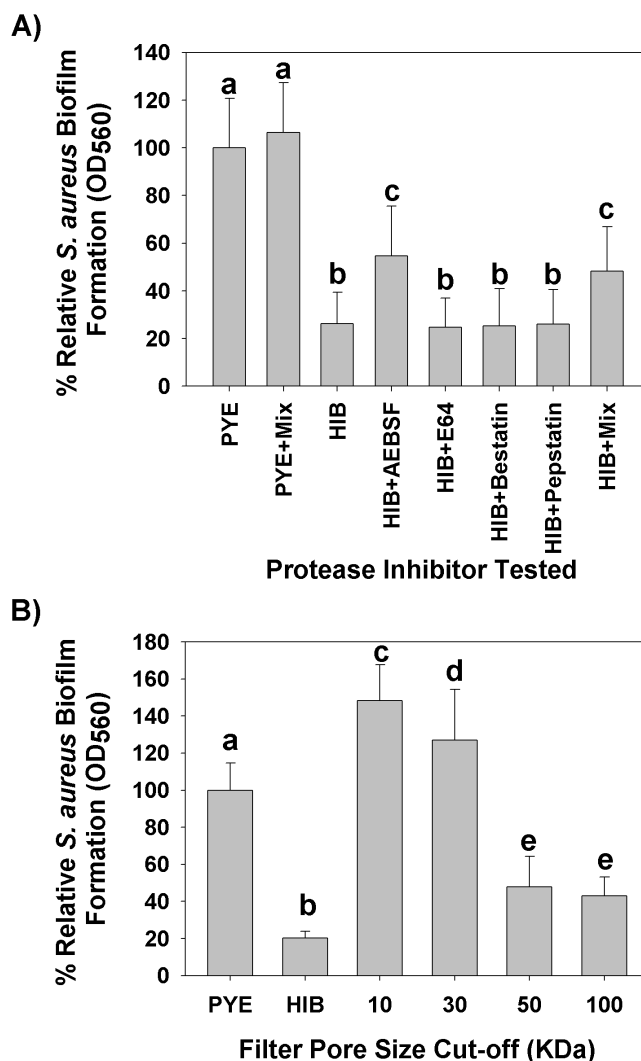 A)
% Relative S. aureus Biofilm
Formation (OD560)
140
120
100
80
60
40
20
0
a
a
b
c
b
b
b
c
PYE
PYE+Mix
HIB
HIB+AEBSF
HIB+E64
HIB+Bestatin
HIB+Pepstatin
HIB+Mix
Protease Inhibitor Tested
B)
% Relative S. aureus Biofilm
Formation (OD560)
180
160
140
120
100
80
60
40
20
0
a
b
c
d
e
e
PYE HIB 10 30 50 100
Filter Pore Size Cut-off (KDa)